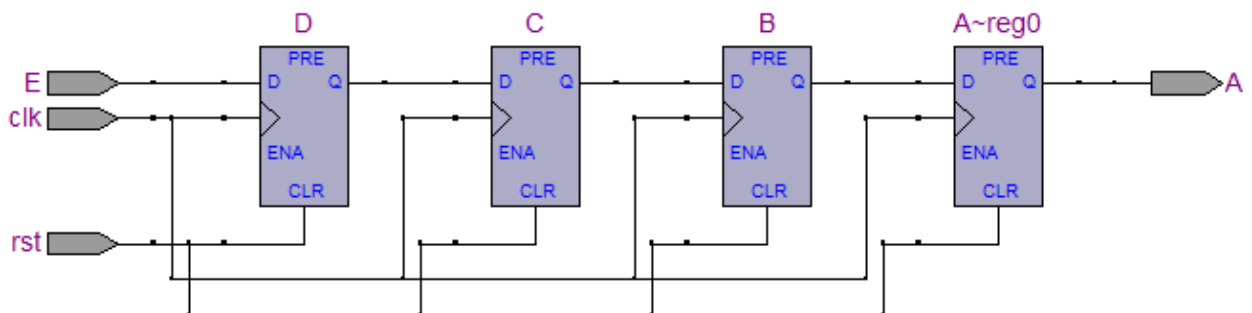 D C B A~reg0
PRE PRE PRE PRE
E D Q D Q D Q D Q A
clk
ENA ENA ENA ENA
CLR CLR CLR CLR
rst